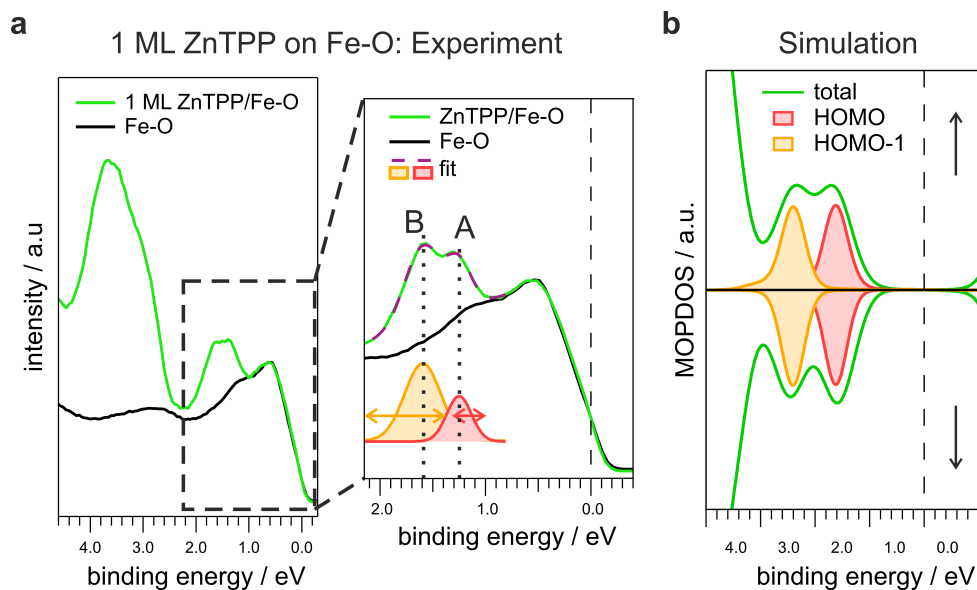 a
1 ML ZnTPP on Fe-O: Experiment
1 ML ZnTPP/Fe-O
Fe-O
intensity / a.u
4.0 3.0 2.0 1.0 0.0
binding energy / eV
ZnTPP/Fe-O
Fe-O
fit
B A
2.0 1.0 0.0
binding energy / eV
b
Simulation
total
HOMO
HOMO-1
MOPDOS / a.u.
4.0 3.0 2.0 1.0 0.0
binding energy / eV